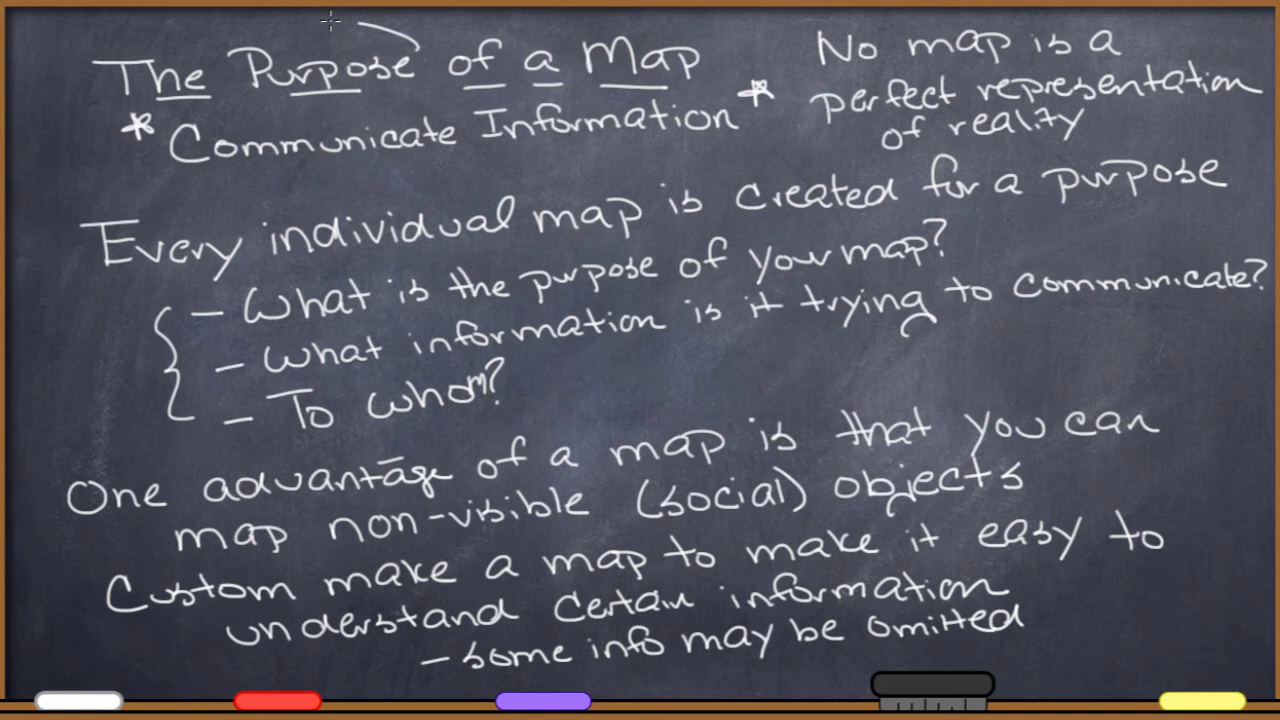 The Purpose of a Map
* Communicate Information *
No map is a
perfect representation
of reality
Every individual map is created for a purpose
- What is the purpose of your map?
- What information is it trying to communicate?
- To whom?
One advantage of a map is that you can
map non-visible (social) objects
Custom make a map to make it easy to
understand certain information
- some info may be omitted